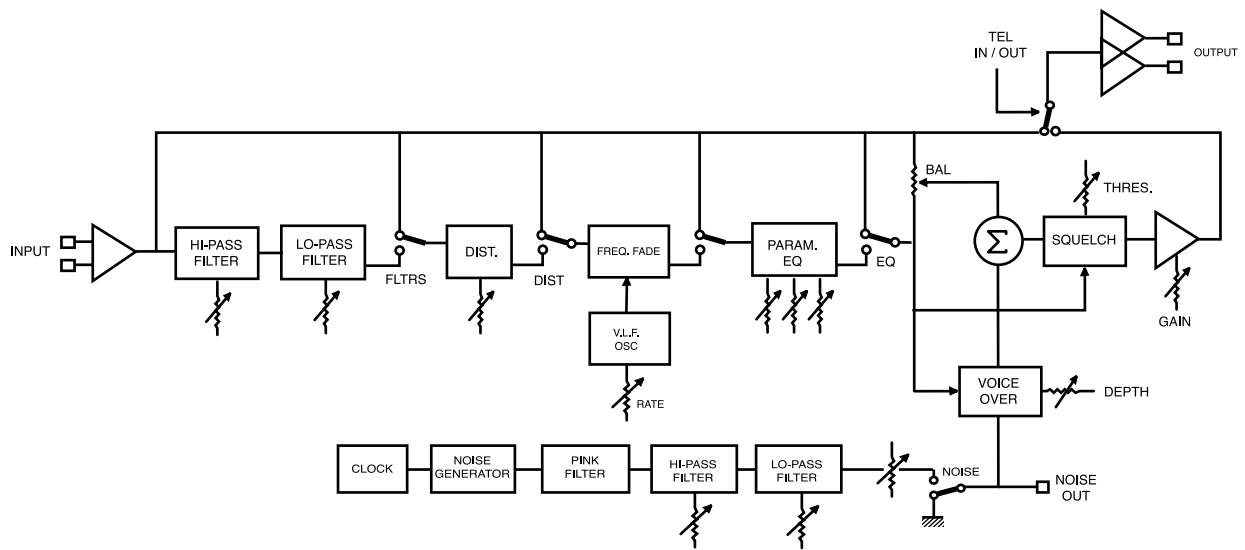 TEL
IN / OUT
OUTPUT
BAL
THRES.
INPUT
HI-PASS
FILTER
LO-PASS
FILTER
FLTRS
DIST.
DIST
FREQ. FADE
PARAM.
EQ
EQ
Σ
SQUELCH
GAIN
V.L.F.
OSC
RATE
VOICE
OVER
DEPTH
CLOCK
NOISE
GENERATOR
PINK
FILTER
HI-PASS
FILTER
LO-PASS
FILTER
NOISE
NOISE
OUT